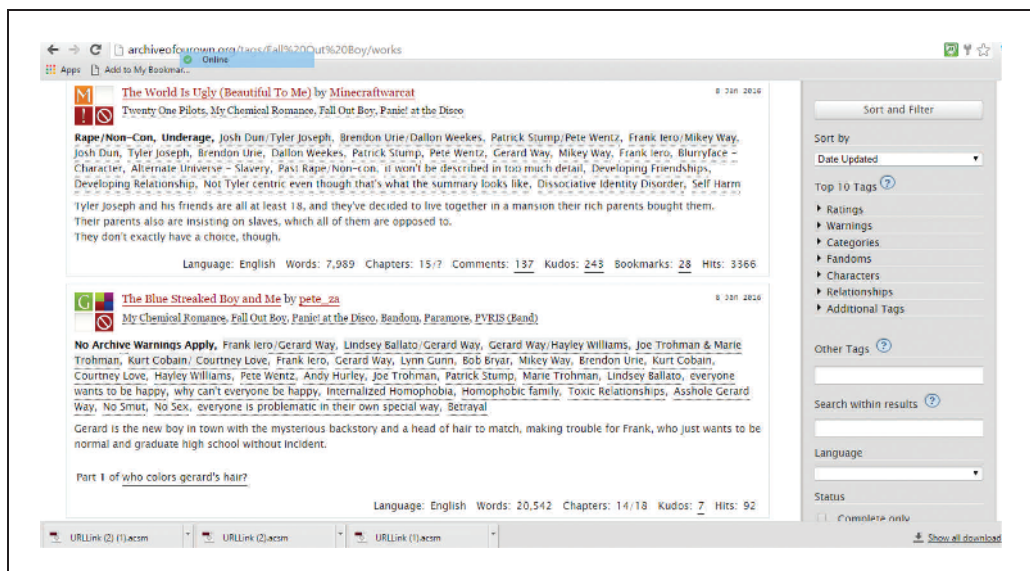 archiveofourown.org/tags/Fall%20Out%20Boy/works
Online
Apps Add to My Bookmar...
The World Is Ugly (Beautiful To Me) by Minecraftwarcat 8 Jan 2016
Twenty One Pilots, My Chemical Romance, Fall Out Boy, Panic! at the Disco
Rape/Non-Con, Underage, Josh Dun/Tyler Joseph, Brendon Urie/Dallon Weekes, Patrick Stump/Pete Wentz, Frank Iero/Mikey Way,
Josh Dun, Tyler Joseph, Brendon Urie, Dallon Weekes, Patrick Stump, Pete Wentz, Gerard Way, Mikey Way, Frank Iero, Blurryface –
Character, Alternate Universe – Slavery, Past Rape/Non-con, it won't be described in too much detail, Developing Friendships,
Developing Relationship, Not Tyler centric even though that's what the summary looks like, Dissociative Identity Disorder, Self Harm
Tyler Joseph and his friends are all at least 18, and they've decided to live together in a mansion their rich parents bought them.
Their parents also are insisting on slaves, which all of them are opposed to.
They don't exactly have a choice, though.
Language: English Words: 7,989 Chapters: 15/? Comments: 137 Kudos: 243 Bookmarks: 28 Hits: 3366
The Blue Streaked Boy and Me by pete_za 8 Jan 2016
My Chemical Romance, Fall Out Boy, Panic! at the Disco, Bandom, Paramore, PVRIS (Band)
No Archive Warnings Apply, Frank Iero/Gerard Way, Lindsey Ballato/Gerard Way, Gerard Way/Hayley Williams, Joe Trohman & Marie
Trohman, Kurt Cobain/ Courtney Love, Frank Iero, Gerard Way, Lynn Gunn, Bob Bryar, Mikey Way, Brendon Urie, Kurt Cobain,
Courtney Love, Hayley Williams, Pete Wentz, Andy Hurley, Joe Trohman, Patrick Stump, Marie Trohman, Lindsey Ballato, everyone
wants to be happy, why can't everyone be happy, Internalized Homophobia, Homophobic family, Toxic Relationships, Asshole Gerard
Way, No Smut, No Sex, everyone is problematic in their own special way, Betrayal
Gerard is the new boy in town with the mysterious backstory and a head of hair to match, making trouble for Frank, who just wants to be
normal and graduate high school without incident.
Part 1 of who colors gerard's hair?
Language: English Words: 20,542 Chapters: 14/18 Kudos: 7 Hits: 92
Sort and Filter
Sort by
Date Updated
Top 10 Tags ?
Ratings
Warnings
Categories
Fandoms
Characters
Relationships
Additional Tags
Other Tags ?
Search within results ?
Language
Status
Complete only
URLLink (2) (1).acsm URLLink (2).acsm URLLink (1).acsm Show all download